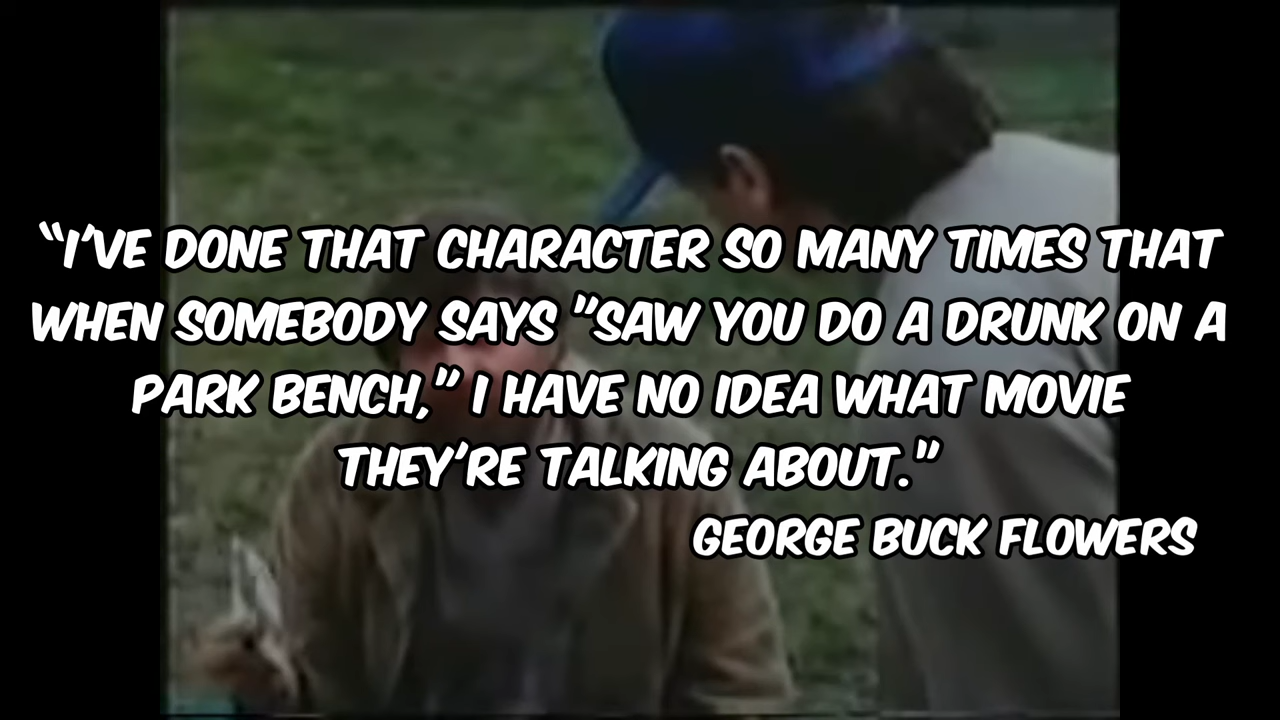 “I'VE DONE THAT CHARACTER SO MANY TIMES THAT
WHEN SOMEBODY SAYS "SAW YOU DO A DRUNK ON A
PARK BENCH," I HAVE NO IDEA WHAT MOVIE
THEY'RE TALKING ABOUT."
GEORGE BUCK FLOWERS